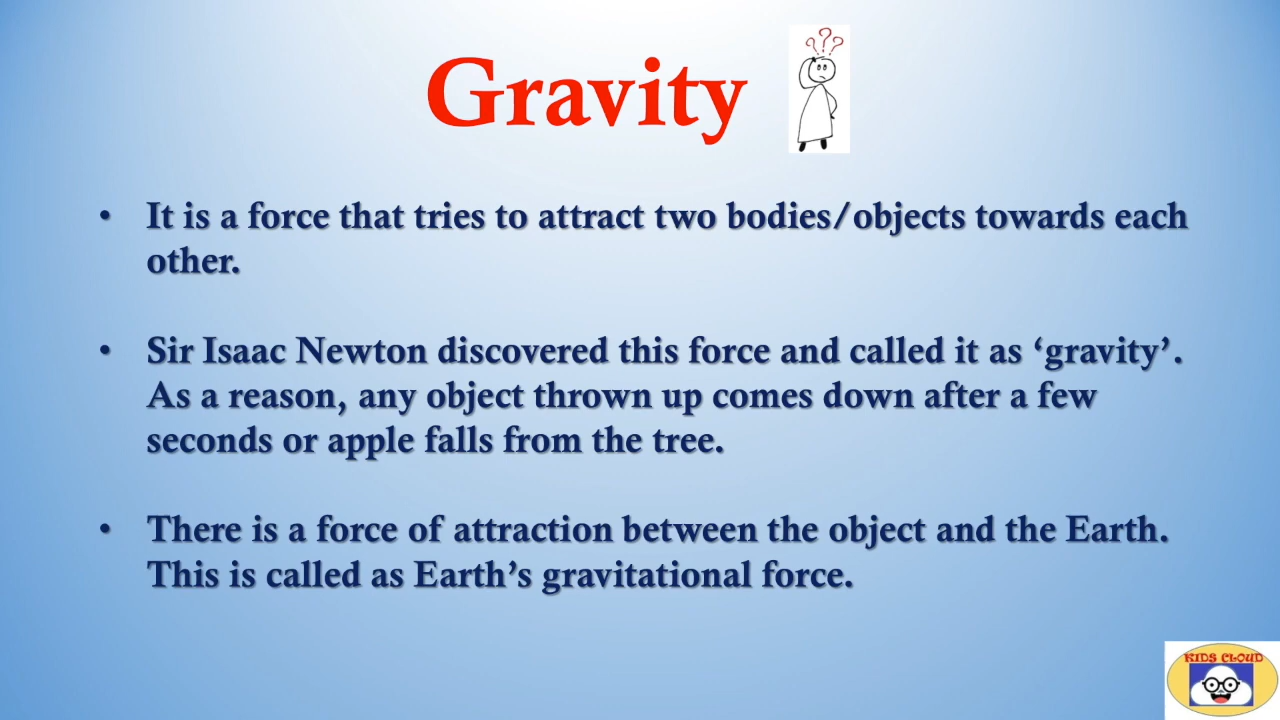 Gravity
???
• It is a force that tries to attract two bodies/objects towards each
other.
• Sir Isaac Newton discovered this force and called it as ‘gravity’.
As a reason, any object thrown up comes down after a few
seconds or apple falls from the tree.
• There is a force of attraction between the object and the Earth.
This is called as Earth’s gravitational force.
KIDS CLOUD